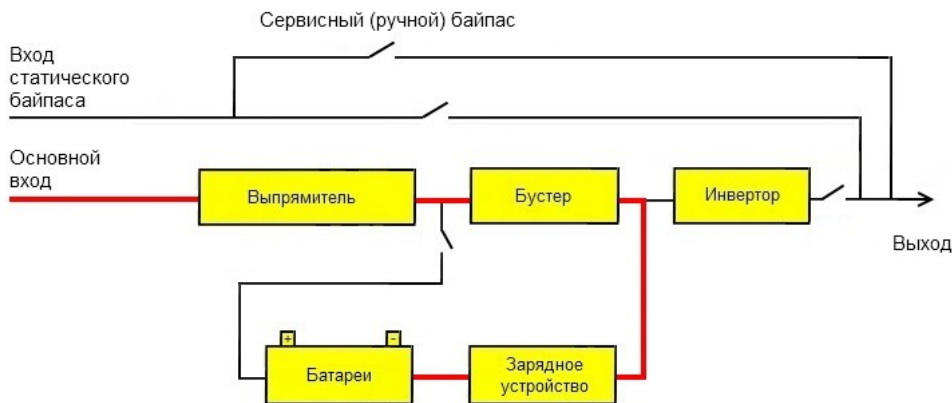 Сервисный (ручной) байпас
Вход
статического
байпаса
Основной
вход
Выпрямитель
Бустер
Инвертор
Выход
+
-
Батареи
Зарядное
устройство